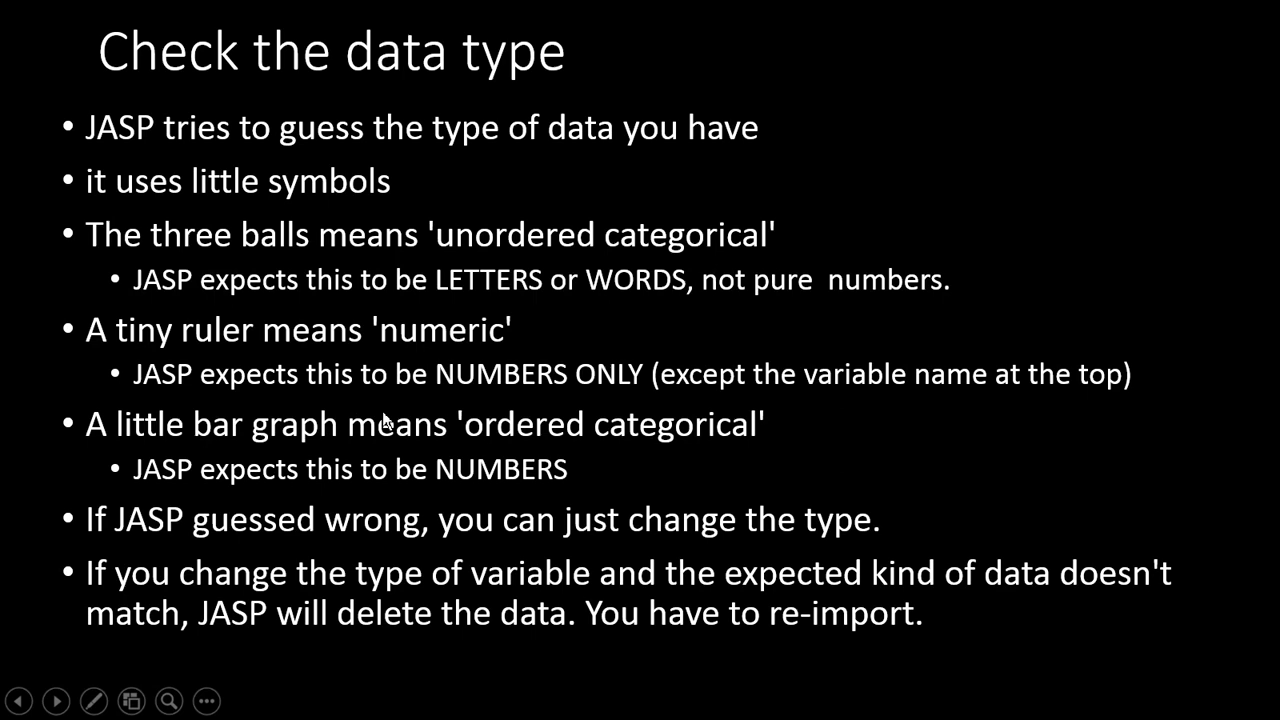 Check the data type
• JASP tries to guess the type of data you have
• it uses little symbols
• The three balls means 'unordered categorical'
• JASP expects this to be LETTERS or WORDS, not pure  numbers.
• A tiny ruler means 'numeric'
• JASP expects this to be NUMBERS ONLY (except the variable name at the top)
• A little bar graph means 'ordered categorical'
• JASP expects this to be NUMBERS
• If JASP guessed wrong, you can just change the type.
• If you change the type of variable and the expected kind of data doesn't
match, JASP will delete the data. You have to re-import.